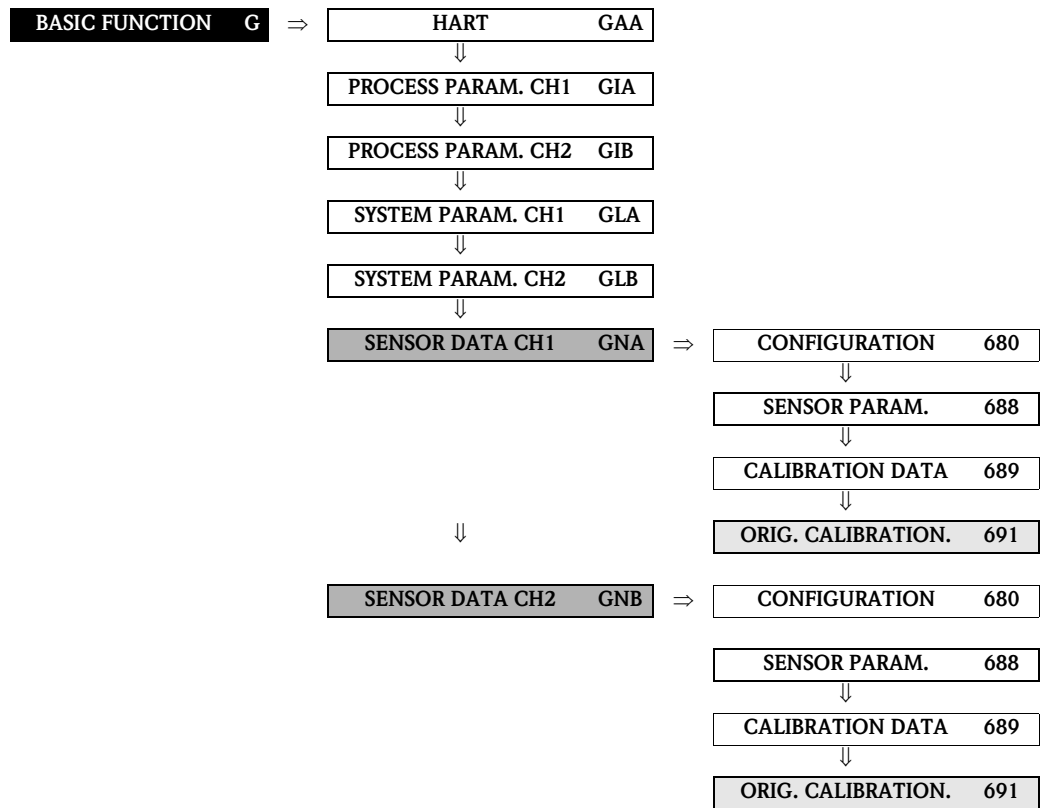 BASIC FUNCTION G ⇒ HART GAA
⇓
PROCESS PARAM. CH1 GIA
⇓
PROCESS PARAM. CH2 GIB
⇓
SYSTEM PARAM. CH1 GLA
⇓
SYSTEM PARAM. CH2 GLB
⇓
SENSOR DATA CH1 GNA ⇒ CONFIGURATION 680
⇓
SENSOR PARAM. 688
⇓
CALIBRATION DATA 689
⇓
⇓ ORIG. CALIBRATION. 691
SENSOR DATA CH2 GNB ⇒ CONFIGURATION 680
SENSOR PARAM. 688
⇓
CALIBRATION DATA 689
⇓
ORIG. CALIBRATION. 691